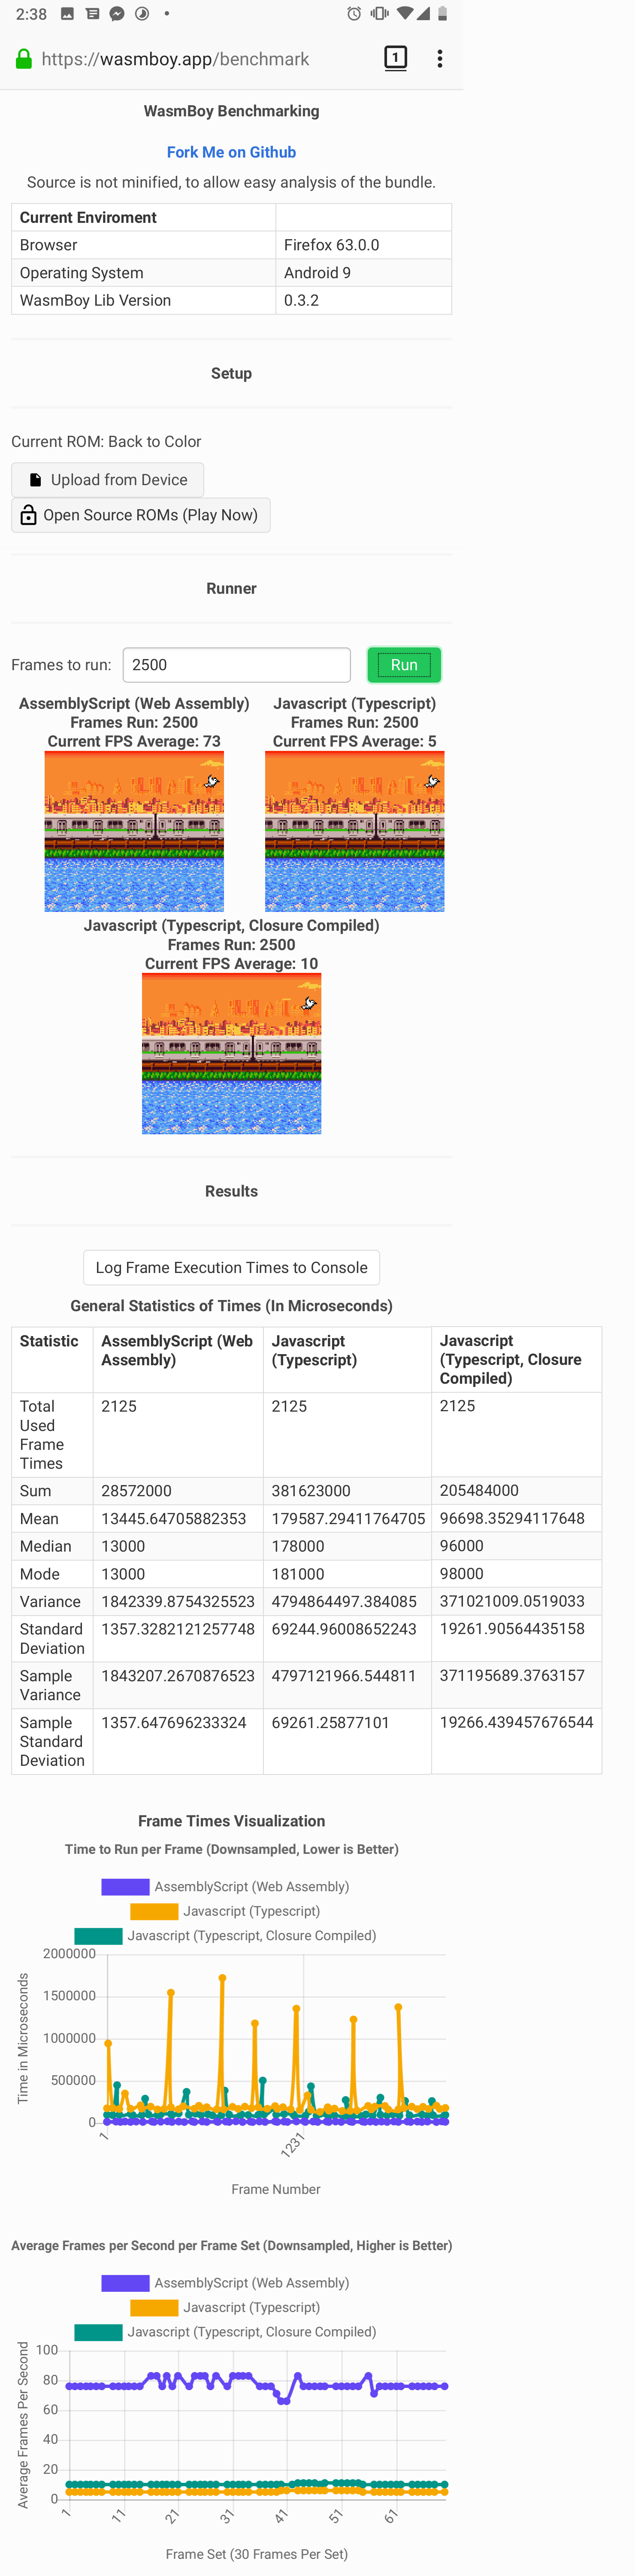 2:38
https://wasmboy.app/benchmark
1
WasmBoy Benchmarking
Fork Me on Github
Source is not minified, to allow easy analysis of the bundle.
Current Enviroment
Browser Firefox 63.0.0
Operating System Android 9
WasmBoy Lib Version 0.3.2
Setup
Current ROM: Back to Color
Upload from Device
Open Source ROMs (Play Now)
Runner
Frames to run: 2500 Run
AssemblyScript (Web Assembly)
Frames Run: 2500
Current FPS Average: 73
Javascript (Typescript)
Frames Run: 2500
Current FPS Average: 5
Javascript (Typescript, Closure Compiled)
Frames Run: 2500
Current FPS Average: 10
Results
Log Frame Execution Times to Console
General Statistics of Times (In Microseconds)
Statistic AssemblyScript (Web Assembly) Javascript (Typescript) Javascript (Typescript, Closure Compiled)
Total Used Frame Times 2125 2125 2125
Sum 28572000 381623000 205484000
Mean 13445.64705882353 179587.29411764705 96698.35294117648
Median 13000 178000 96000
Mode 13000 181000 98000
Variance 1842339.8754325523 4794864497.384085 371021009.0519033
Standard Deviation 1357.3282121257748 69244.96008652243 19261.90564435158
Sample Variance 1843207.2670876523 4797121966.544811 371195689.3763157
Sample Standard Deviation 1357.647696233324 69261.25877101 19266.439457676544
Frame Times Visualization
Time to Run per Frame (Downsampled, Lower is Better)
AssemblyScript (Web Assembly)
Javascript (Typescript)
Javascript (Typescript, Closure Compiled)
Time in Microseconds
2000000
1500000
1000000
500000
0
1 1231
Frame Number
Average Frames per Second per Frame Set (Downsampled, Higher is Better)
AssemblyScript (Web Assembly)
Javascript (Typescript)
Javascript (Typescript, Closure Compiled)
Average Frames Per Second
100
80
60
40
20
0
1 11 21 31 41 51 61
Frame Set (30 Frames Per Set)